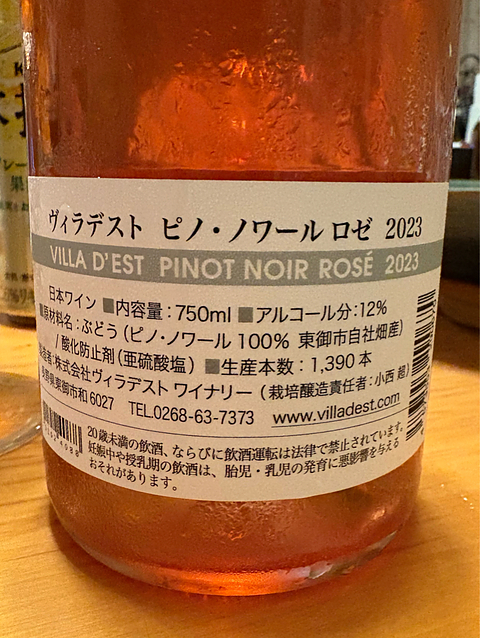 ヴィラデスト ピノ・ノワール ロゼ 2023
VILLA D'EST PINOT NOIR ROSÉ 2023
日本ワイン ■内容量：750ml ■アルコール分：12%
■原材料名：ぶどう（ピノ・ノワール 100% 東御市自社畑産）
/ 酸化防止剤（亜硫酸塩） ■生産本数：1,390 本
造者：株式会社ヴィラデスト ワイナリー（栽培醸造責任者：小西 超）
長野県東御市和 6027 TEL.0268-63-7373 www.villadest.com
20歳未満の飲酒、ならびに飲酒運転は法律で禁止されています。
妊娠中や授乳期の飲酒は、胎児・乳児の発育に悪影響を与える
おそれがあります。